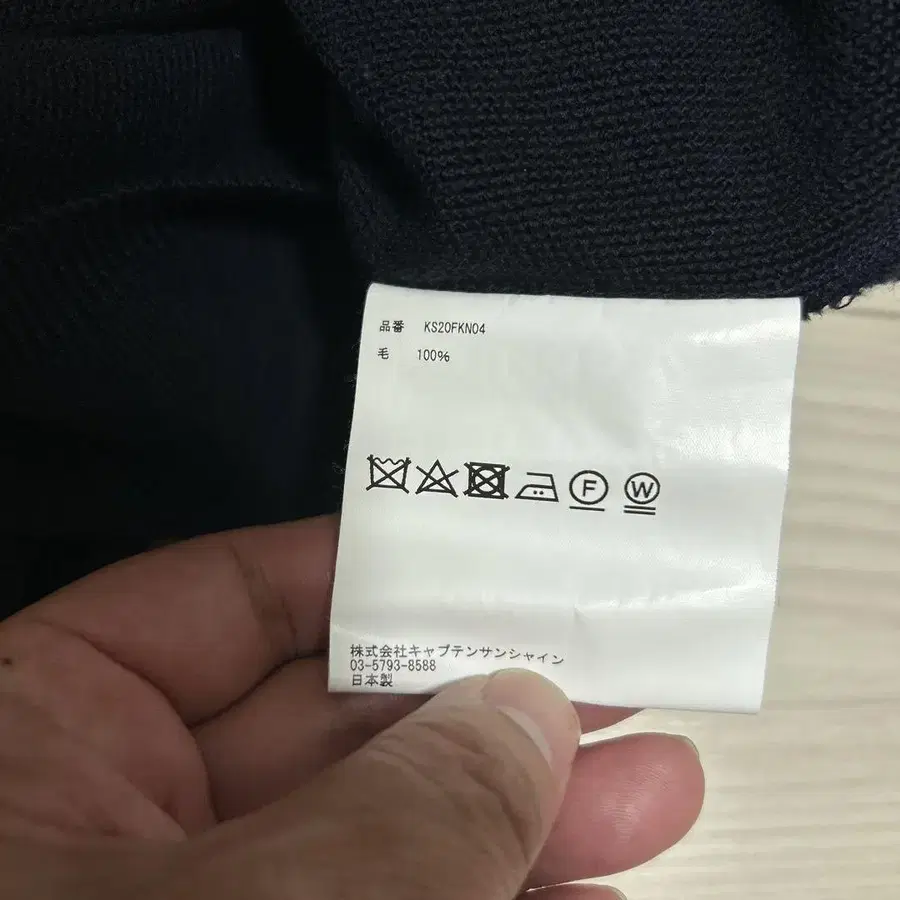 品番 KS20FKN04
毛 100%
F W
株式会社キャプテンサンシャイン
03-5793-8588
日本製